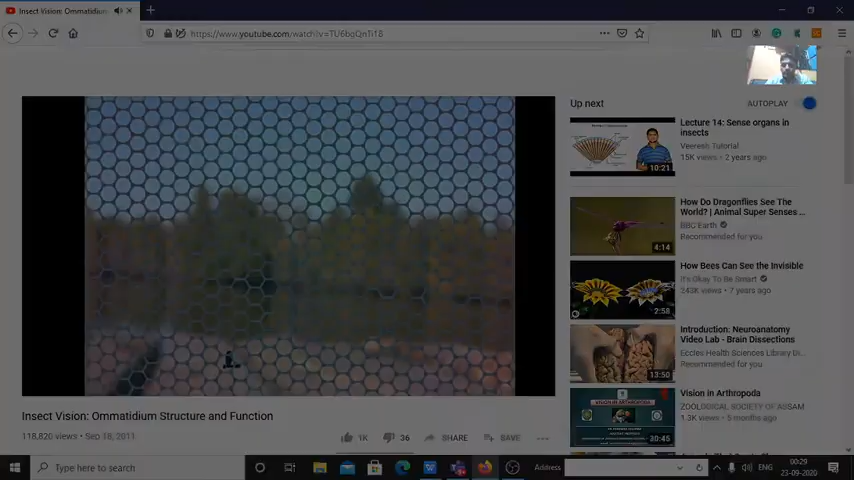 Insect Vision: Ommatidium
https://www.youtube.com/watch?v=TU6bgQnTiT8
Up next
AUTOPLAY
Lecture 14: Sense organs in
insects
Veeresh Tutorial
15K views • 2 years ago
10:21
How Do Dragonflies See The
World? | Animal Super Senses ...
BBC Earth
Recommended for you
4:14
How Bees Can See the Invisible
It's Okay To Be Smart
243K views • 7 years ago
2:58
Introduction: Neuroanatomy
Video Lab - Brain Dissections
Eccles Health Sciences Library Di...
Recommended for you
13:50
Vision in Arthropoda
ZOOLOGICAL SOCIETY OF ASSAM
1.3K views • 5 months ago
30:45
VISION IN ARTHROPODA
Insect Vision: Ommatidium Structure and Function
118,820 views • Sep 18, 2011
1K
36
SHARE
SAVE
Type here to search
Address
ENG
00:29
23-09-2020